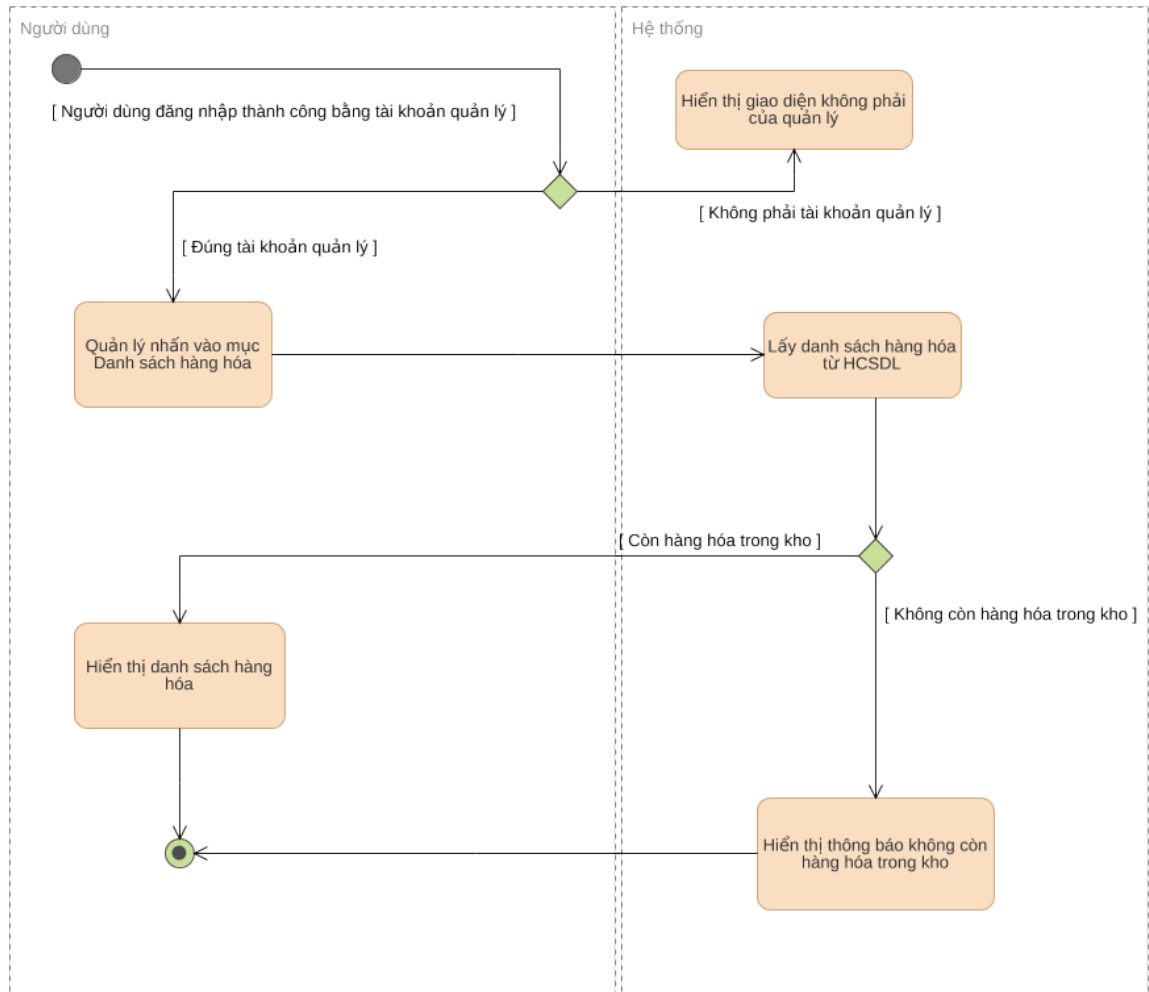 Người dùng
Hệ thống
[ Người dùng đăng nhập thành công bằng tài khoản quản lý ]
Hiển thị giao diện không phải
của quản lý
[ Không phải tài khoản quản lý ]
[ Đúng tài khoản quản lý ]
Quản lý nhấn vào mục
Danh sách hàng hóa
Lấy danh sách hàng hóa
từ HCSDL
[ Còn hàng hóa trong kho ]
[ Không còn hàng hóa trong kho ]
Hiển thị danh sách hàng
hóa
Hiển thị thông báo không còn
hàng hóa trong kho